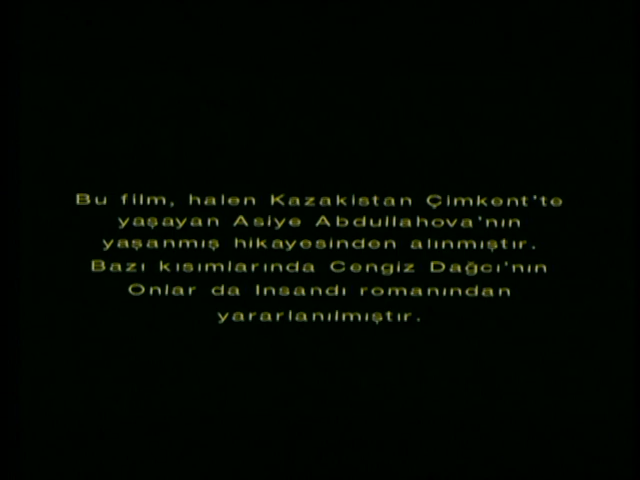 Bu film, halen Kazakistan Çimkent'te
yaşayan Asiye Abdullahova'nın
yaşanmış hikayesinden alınmıştır.
Bazı kısımlarında Cengiz Dağcı'nın
Onlar da Insandı romanından
yararlanılmıştır.